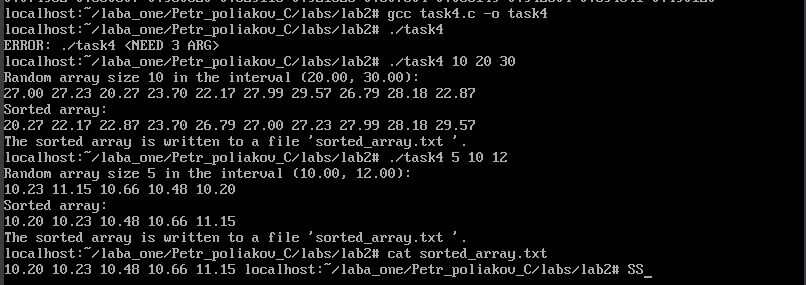 localhost:~/laba_one/Petr_poliakov_C/labs/lab2# gcc task4.c -o task4
localhost:~/laba_one/Petr_poliakov_C/labs/lab2# ./task4
ERROR: ./task4 <NEED 3 ARG>
localhost:~/laba_one/Petr_poliakov_C/labs/lab2# ./task4 10 20 30
Random array size 10 in the interval (20.00, 30.00):
27.00 27.23 20.27 23.70 22.17 27.99 29.57 26.79 28.18 22.87
Sorted array:
20.27 22.17 22.87 23.70 26.79 27.00 27.23 27.99 28.18 29.57
The sorted array is written to a file 'sorted_array.txt '.
localhost:~/laba_one/Petr_poliakov_C/labs/lab2# ./task4 5 10 12
Random array size 5 in the interval (10.00, 12.00):
10.23 11.15 10.66 10.48 10.20
Sorted array:
10.20 10.23 10.48 10.66 11.15
The sorted array is written to a file 'sorted_array.txt '.
localhost:~/laba_one/Petr_poliakov_C/labs/lab2# cat sorted_array.txt
10.20 10.23 10.48 10.66 11.15 localhost:~/laba_one/Petr_poliakov_C/labs/lab2# SS_